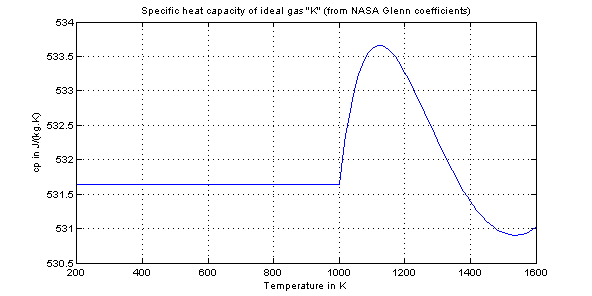 Specific heat capacity of ideal gas "K" (from NASA Glenn coefficients)
534
533.5
533
532.5
532
531.5
531
530.5
cp in J/(kg.K)
200 400 600 800 1000 1200 1400 1600
Temperature in K